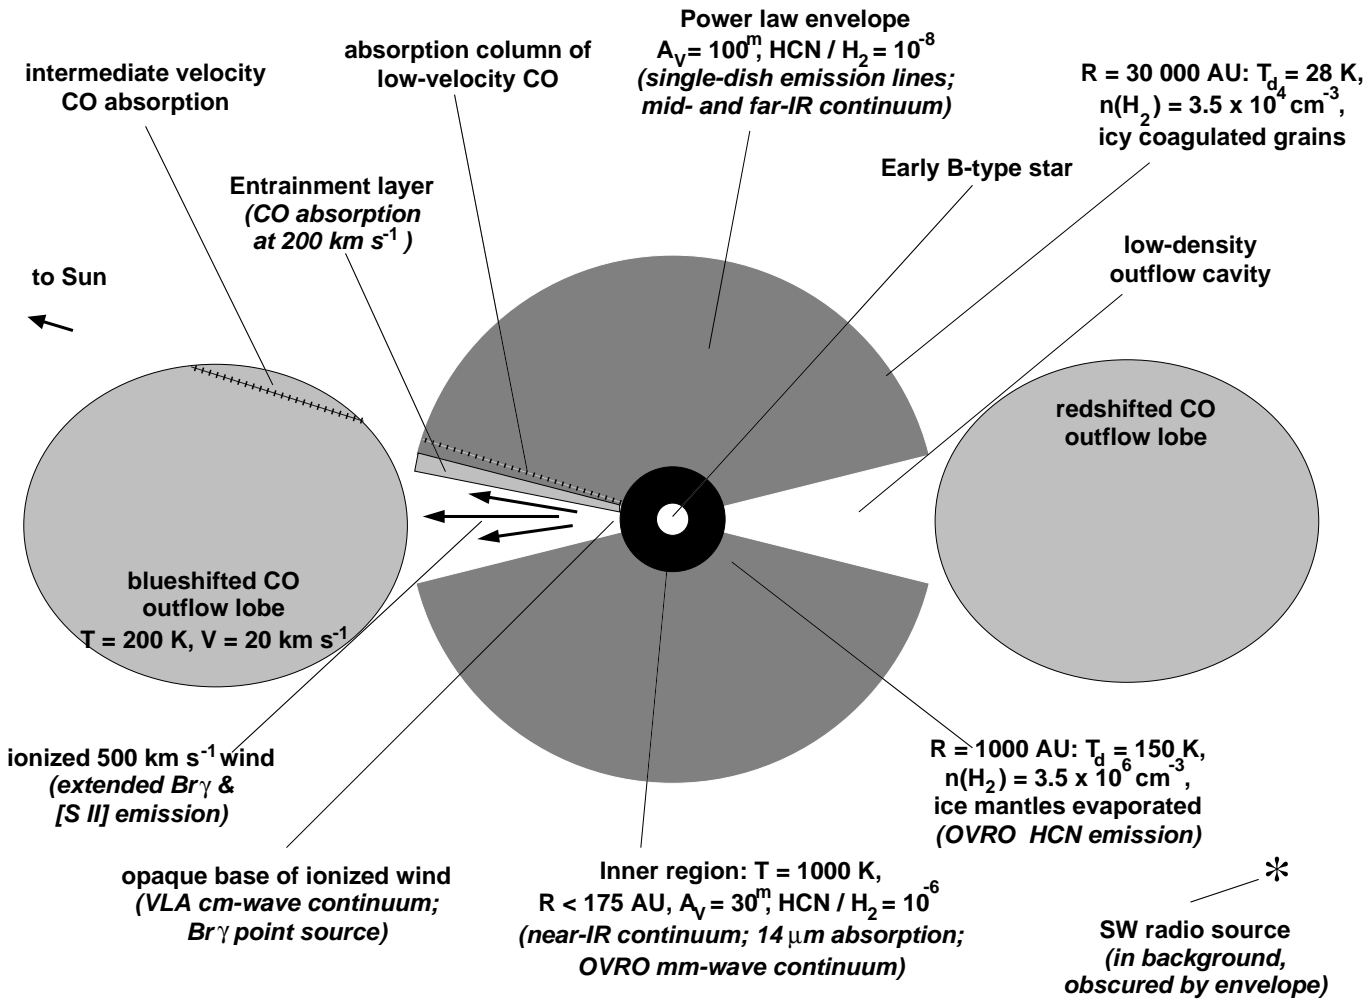 Power law envelope
A_V = 100^m, HCN / H_2 = 10^-8
(single-dish emission lines;
mid- and far-IR continuum)
absorption column of
low-velocity CO
intermediate velocity
CO absorption
R = 30 000 AU: T_d = 28 K,
n(H_2) = 3.5 x 10^4 cm^-3,
icy coagulated grains
Early B-type star
Entrainment layer
(CO absorption
at 200 km s^-1 )
low-density
outflow cavity
to Sun
redshifted CO
outflow lobe
blueshifted CO
outflow lobe
T = 200 K, V = 20 km s^-1
ionized 500 km s^-1 wind
(extended Brγ &
[S II] emission)
R = 1000 AU: T_d = 150 K,
n(H_2) = 3.5 x 10^6 cm^-3,
ice mantles evaporated
(OVRO HCN emission)
opaque base of ionized wind
(VLA cm-wave continuum;
Brγ point source)
Inner region: T = 1000 K,
R < 175 AU, A_V = 30^m, HCN / H_2 = 10^-6
(near-IR continuum; 14 μm absorption;
OVRO mm-wave continuum)
SW radio source
(in background,
obscured by envelope)